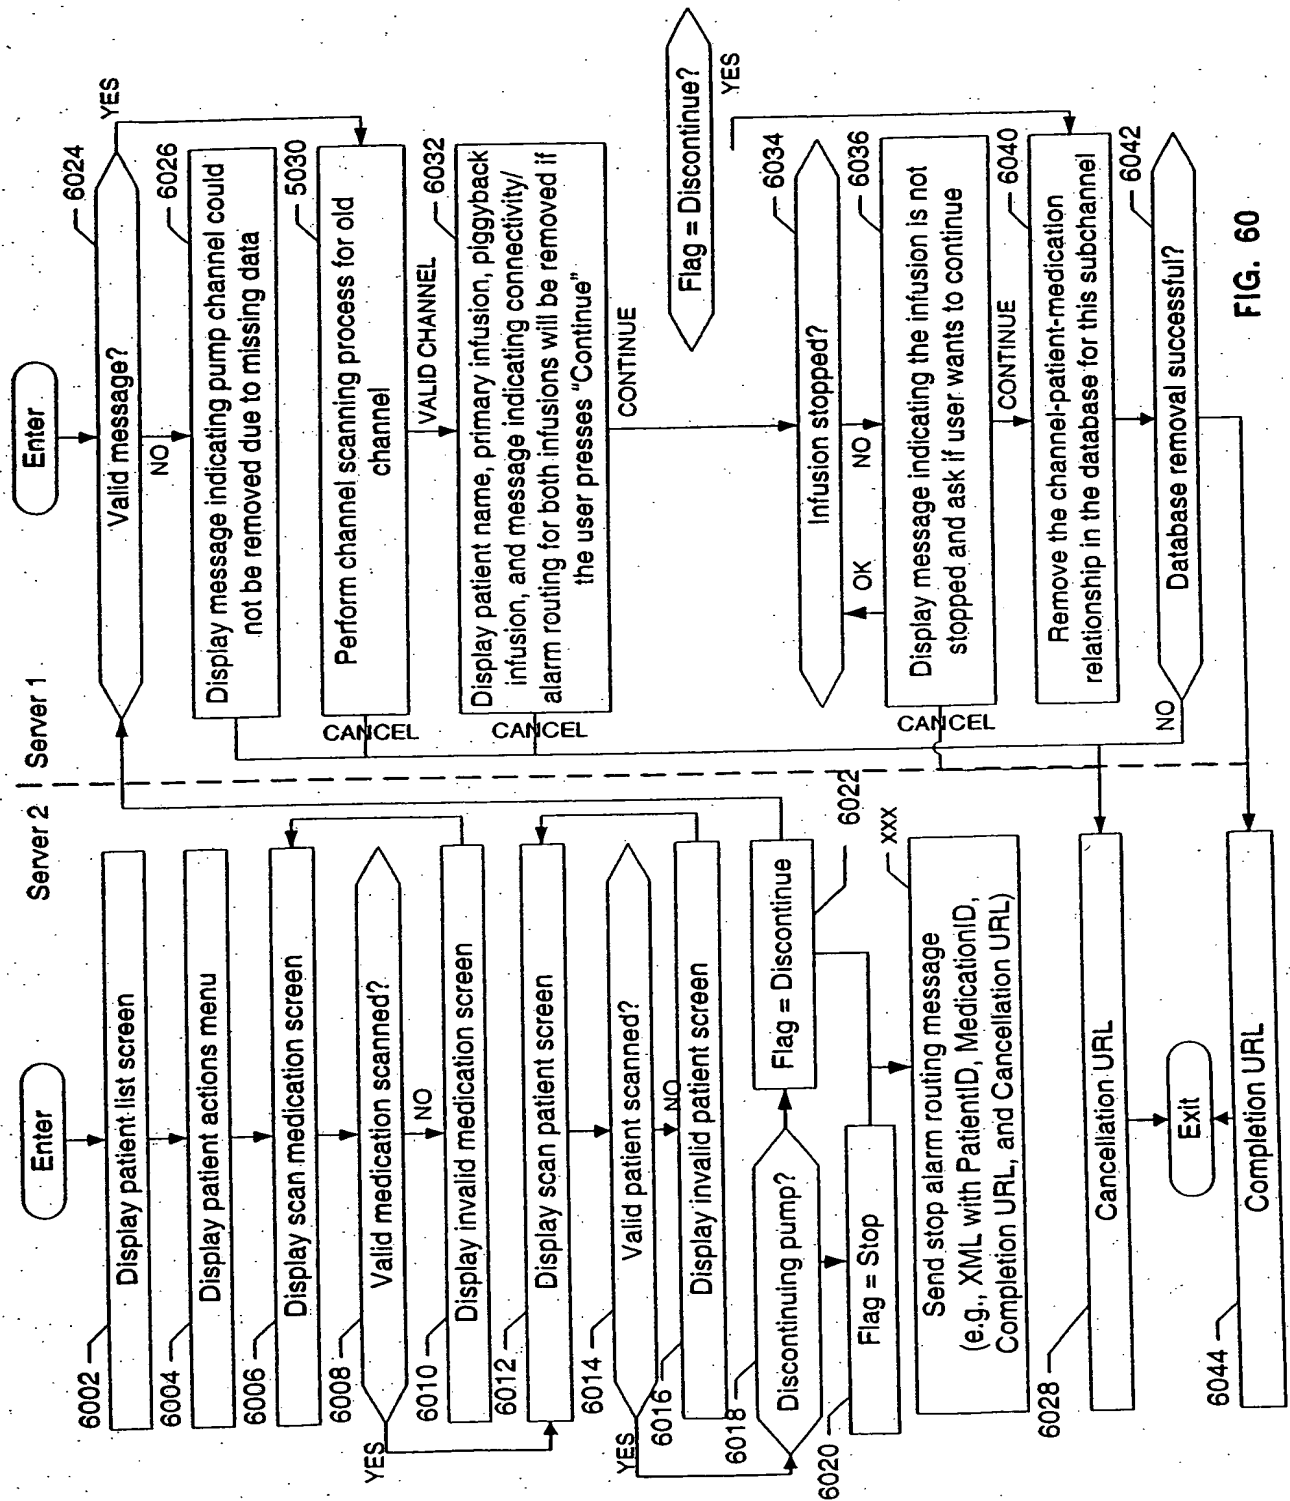 Server 2
Enter
6002
Display patient list screen
6004
Display patient actions menu
6006
Display scan medication screen
6008
Valid medication scanned?
YES
NO
6010
Display invalid medication screen
6012
Display scan patient screen
6014
Valid patient scanned?
YES
NO
6016
Display invalid patient screen
6018
Discontinuing pump?
Flag = Discontinue
6022
6020
Flag = Stop
XXX
Send stop alarm routing message
(e.g., XML with PatientID, MedicationID,
Completion URL, and Cancellation URL)
6028
Cancellation URL
Exit
6044
Completion URL
Server 1
Enter
6024
Valid message?
YES
NO
6026
Display message indicating pump channel could
not be removed due to missing data
5030
Perform channel scanning process for old
channel
CANCEL
VALID CHANNEL
6032
Display patient name, primary infusion, piggyback
infusion, and message indicating connectivity/
alarm routing for both infusions will be removed if
the user presses "Continue"
CANCEL
CONTINUE
Flag = Discontinue?
YES
6034
Infusion stopped?
OK
NO
6036
Display message indicating the infusion is not
stopped and ask if user wants to continue
CANCEL
CONTINUE
6040
Remove the channel-patient-medication
relationship in the database for this subchannel
6042
Database removal successful?
NO
FIG. 60